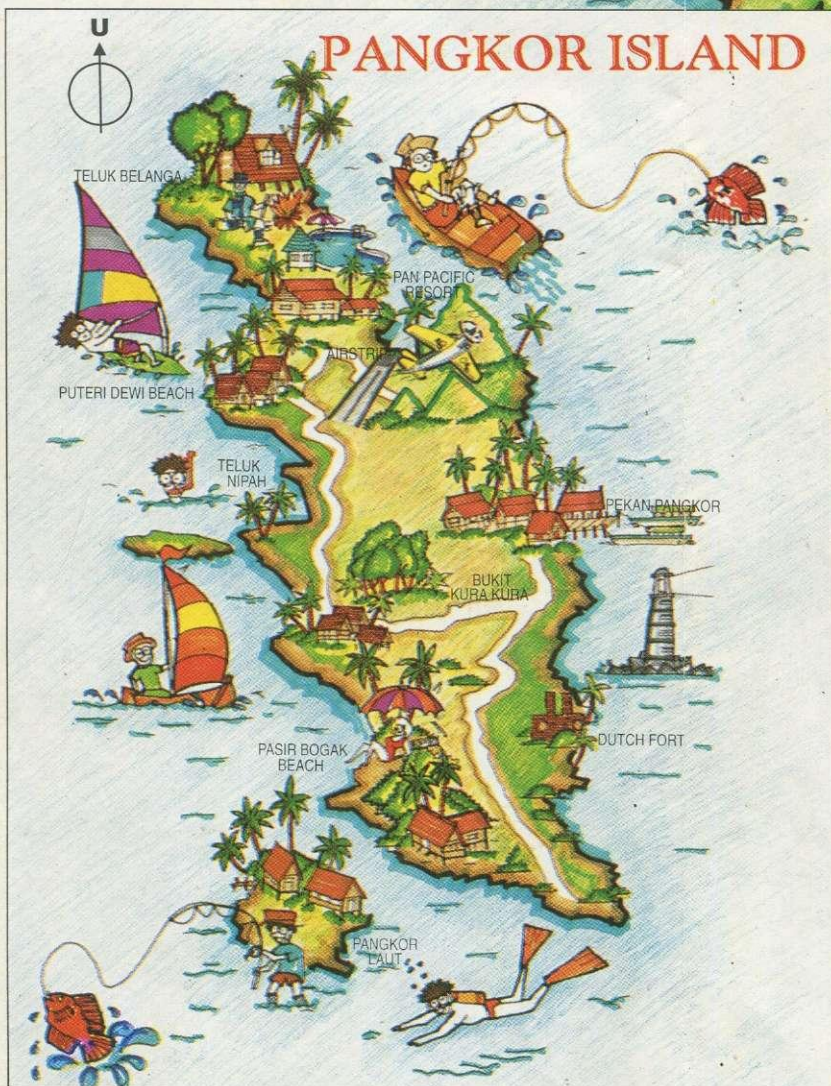 U
PANGKOR ISLAND
TELUK BELANGA
PAN PACIFIC
RESORT
AIRSTRIP
PUTERI DEWI BEACH
TELUK
NIPAH
PEKAN PANGKOR
BUKIT
KURA KURA
PASIR BOGAK
BEACH
DUTCH FORT
PANGKOR
LAUT